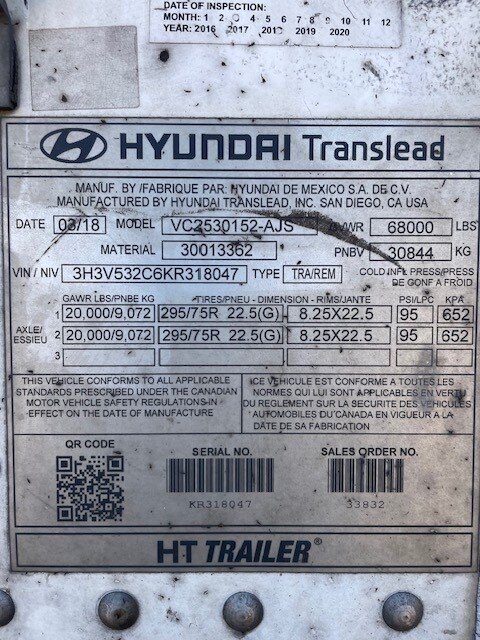 DATE OF INSPECTION:
MONTH: 1 2 3 4 5 6 7 8 9 10 11 12
YEAR: 2016 2017 2018 2019 2020
HYUNDAI Translead
MANUF. BY /FABRIQUE PAR: HYUNDAI DE MEXICO S.A. DE C.V.
MANUFACTURED BY HYUNDAI TRANSLEAD, INC. SAN DIEGO, CA USA
DATE 03/18 MODEL VC2530152-AJS GVWR 68000 LBS
MATERIAL 30013362 PNBV 30844 KG
VIN / NIV 3H3V532C6KR318047 TYPE TRA/REM COLD INFL PRESS/PRESS
DE GONF A FROID
GAWR LBS/PNBE KG TIRES/PNEU - DIMENSION - RIMS/JANTE PSI/LPC KPA
1 20,000/9,072 295/75R 22.5(G) 8.25X22.5 95 652
AXLE/
ESSIEU
2 20,000/9,072 295/75R 22.5(G) 8.25X22.5 95 652
3
THIS VEHICLE CONFORMS TO ALL APPLICABLE
STANDARDS PRESCRIBED UNDER THE CANADIAN
MOTOR VEHICLE SAFETY REGULATIONS IN
EFFECT ON THE DATE OF MANUFACTURE
ICE VEHICULE EST CONFORME A TOUTES LES
NORMES QUI LUI SONT APPLICABLES EN VERTU
DU REGLEMENT SUR LA SECURITE DES VEHICULES
AUTOMOBILES DU CANADA EN VIGUEUR A LA
DATE DE SA FABRICATION
QR CODE
SERIAL NO.
KR318047
SALES ORDER NO.
33832
HT TRAILER®